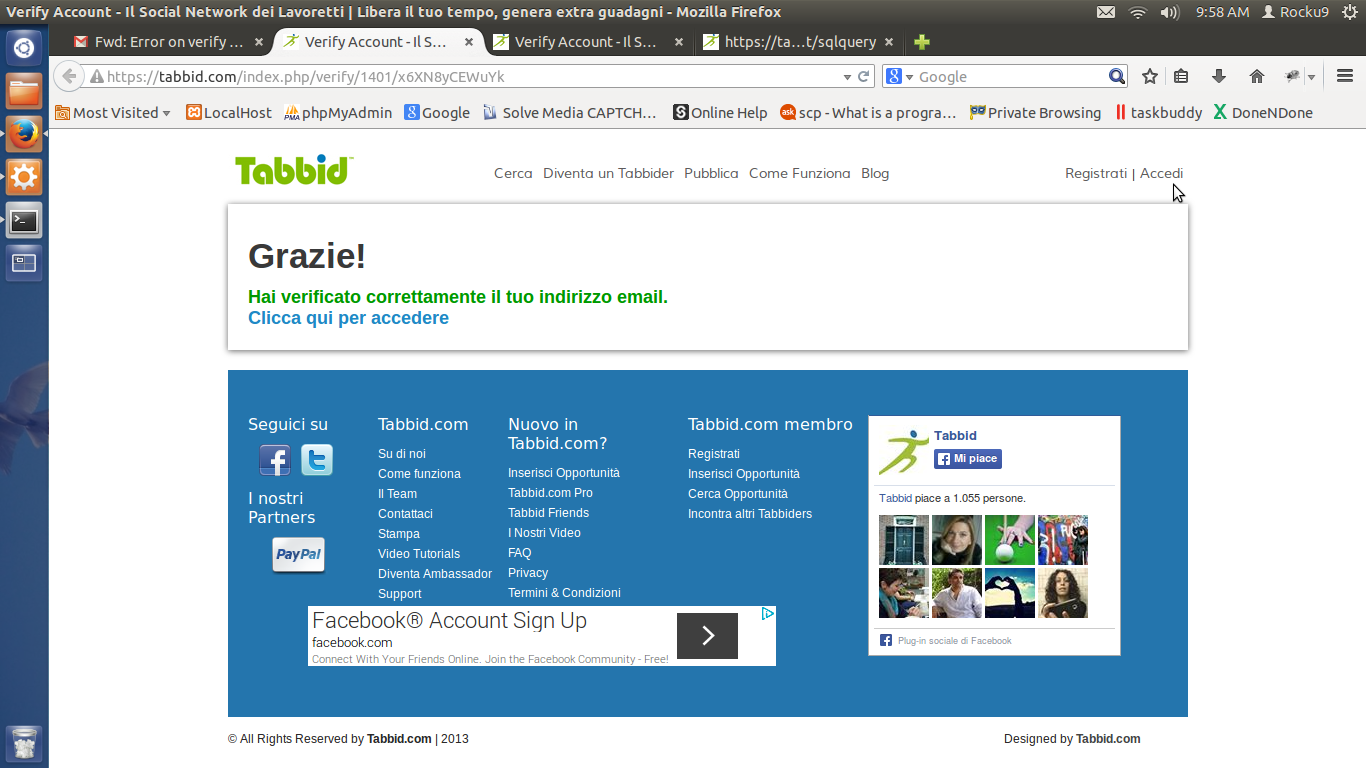 Verify Account - Il Social Network dei Lavoretti | Libera il tuo tempo, genera extra guadagni - Mozilla Firefox
9:58 AM
Rocku9
Fwd: Error on verify ...
Verify Account - Il S...
Verify Account - Il S...
https://ta...t/sqlquery
https://tabbid.com/index.php/verify/1401/x6XN8yCEWuYk
Google
Most Visited
LocalHost
phpMyAdmin
Google
Solve Media CAPTCH...
Online Help
scp - What is a progra...
Private Browsing
taskbuddy
DoneNDone
Tabbid™
Cerca Diventa un Tabbider Pubblica Come Funziona Blog
Registrati | Accedi
Grazie!
Hai verificato correttamente il tuo indirizzo email.
Clicca qui per accedere
Seguici su
I nostri
Partners
PayPal
Tabbid.com
Su di noi
Come funziona
Il Team
Contattaci
Stampa
Video Tutorials
Diventa Ambassador
Support
Nuovo in
Tabbid.com?
Inserisci Opportunità
Tabbid.com Pro
Tabbid Friends
I Nostri Video
FAQ
Privacy
Termini & Condizioni
Tabbid.com membro
Registrati
Inserisci Opportunità
Cerca Opportunità
Incontra altri Tabbiders
Tabbid
Mi piace
Tabbid piace a 1.055 persone.
Plug-in sociale di Facebook
Facebook® Account Sign Up
facebook.com
Connect With Your Friends Online. Join the Facebook Community - Free!
© All Rights Reserved by Tabbid.com | 2013
Designed by Tabbid.com